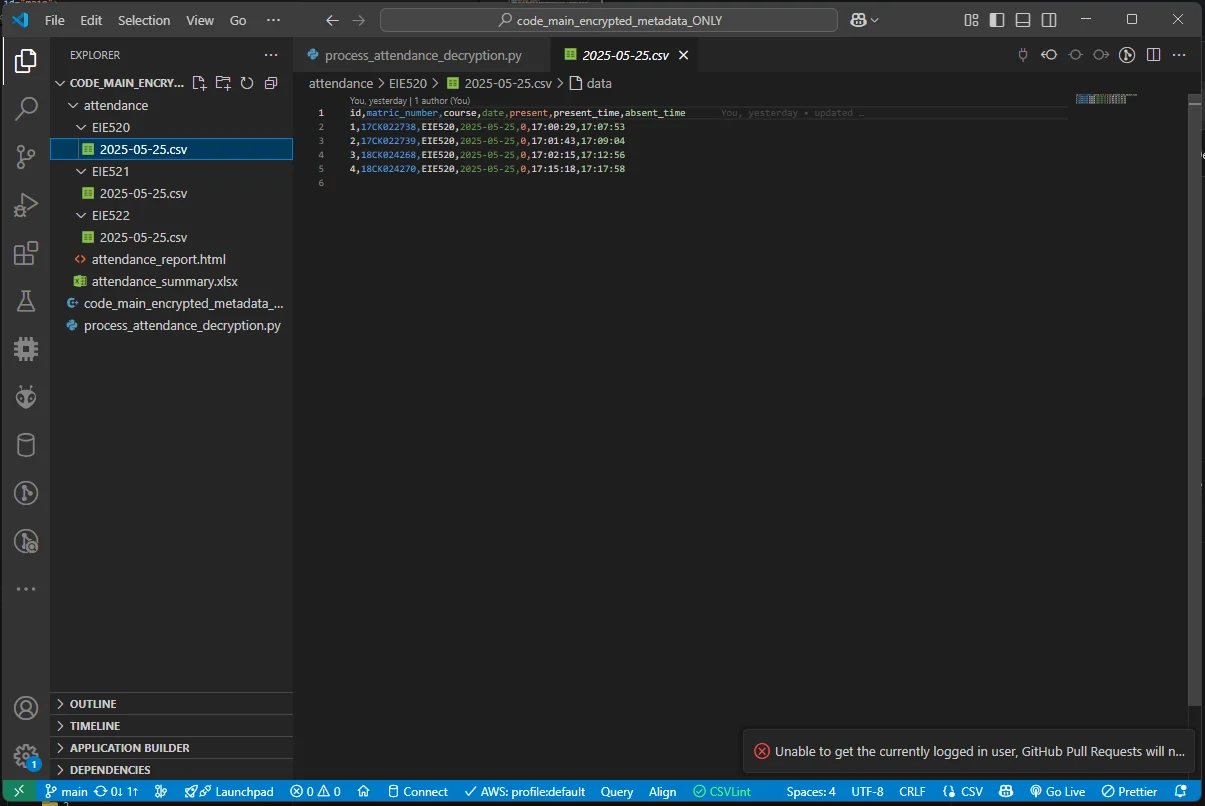 File Edit Selection View Go ···
code_main_encrypted_metadata_ONLY
EXPLORER ···
CODE_MAIN_ENCRY...
attendance
EIE520
2025-05-25.csv
EIE521
2025-05-25.csv
EIE522
2025-05-25.csv
attendance_report.html
attendance_summary.xlsx
code_main_encrypted_metadata_...
process_attendance_decryption.py
OUTLINE
TIMELINE
APPLICATION BUILDER
DEPENDENCIES
process_attendance_decryption.py
2025-05-25.csv
attendance > EIE520 > 2025-05-25.csv > data
You, yesterday | 1 author (You)
1 id,matric_number,course,date,present,present_time,absent_time You, yesterday • updated …
2 1,17CK022738,EIE520,2025-05-25,0,17:00:29,17:07:53
3 2,17CK022739,EIE520,2025-05-25,0,17:01:43,17:09:04
4 3,18CK024268,EIE520,2025-05-25,0,17:02:15,17:12:56
5 4,18CK024270,EIE520,2025-05-25,0,17:15:18,17:17:58
6
Unable to get the currently logged in user, GitHub Pull Requests will n...
1
main 0↓ 1↑ Launchpad 0 0 Connect AWS: profile:default Query Align CSVLint Spaces: 4 UTF-8 CRLF CSV Go Live Prettier